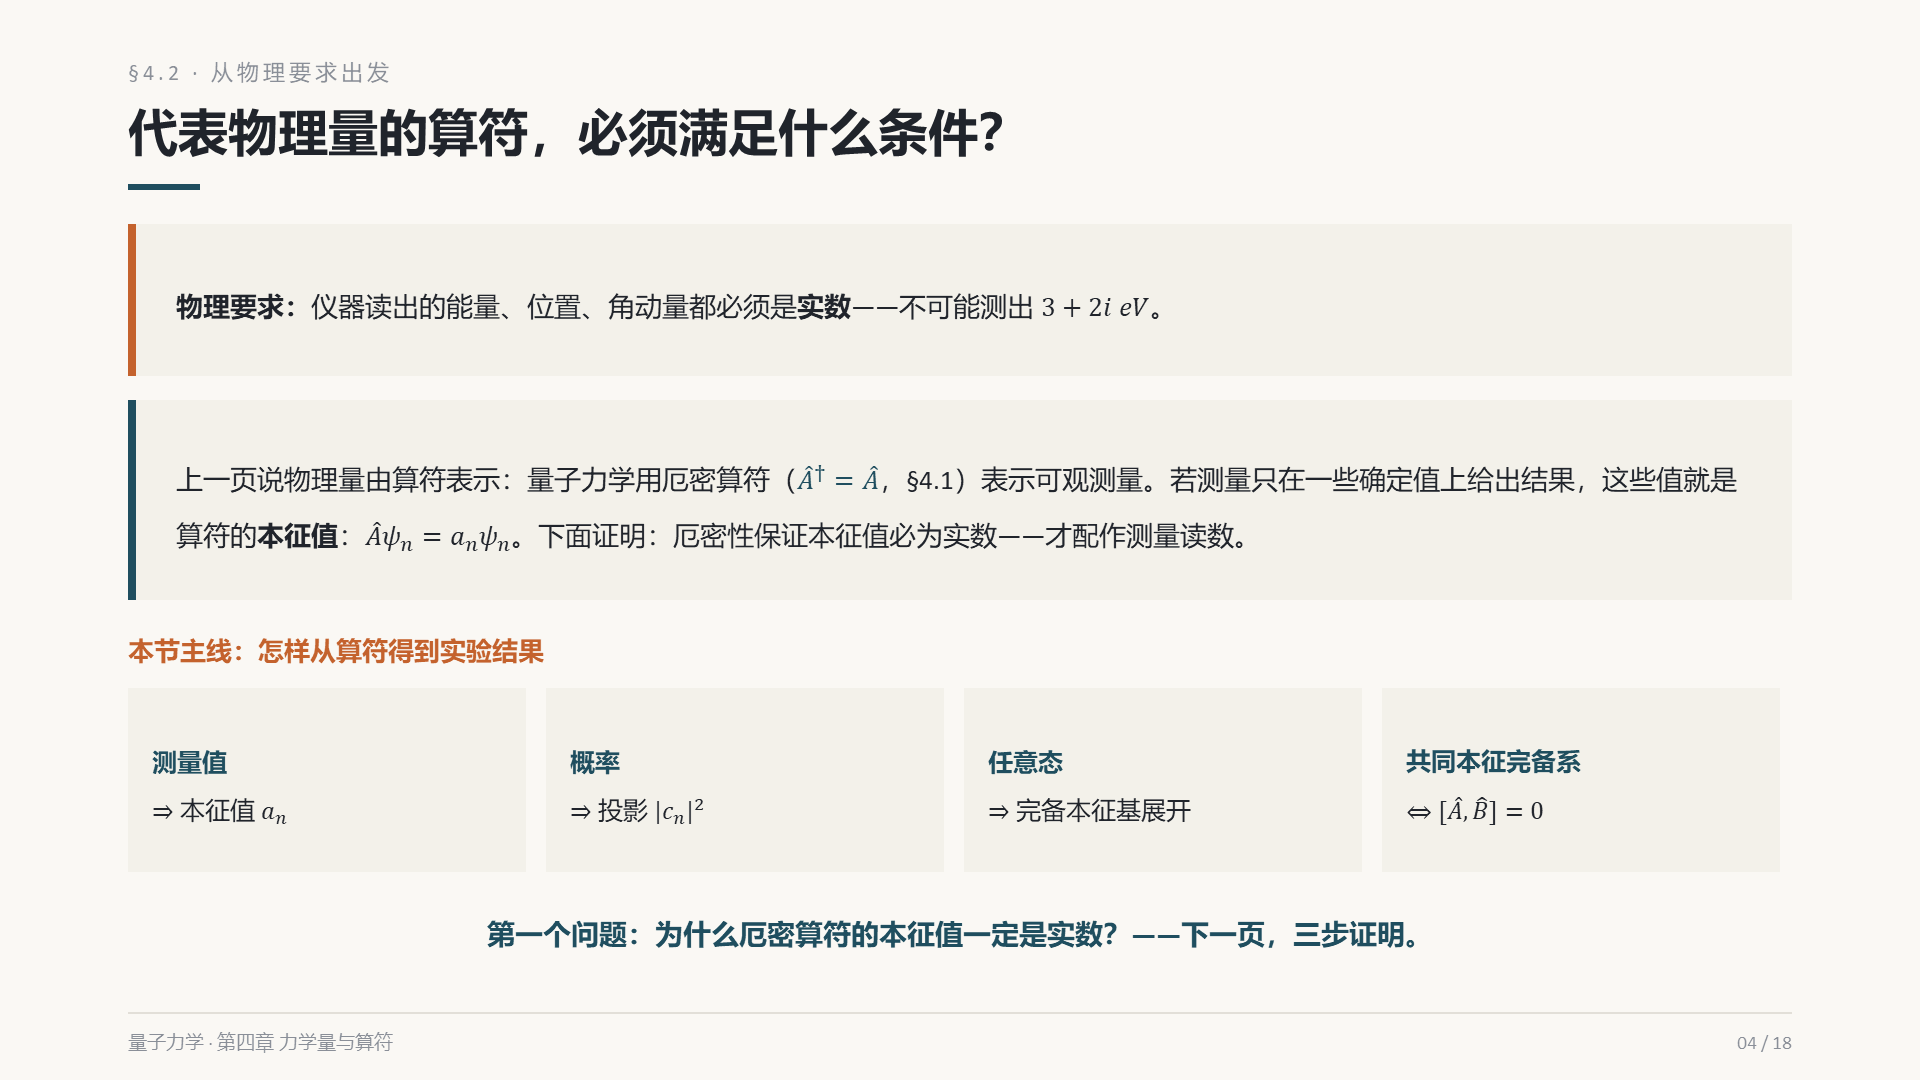 §4.2 · 从物理要求出发
代表物理量的算符，必须满足什么条件？
物理要求：仪器读出的能量、位置、角动量都必须是实数——不可能测出 3 + 2i eV。
上一页说物理量由算符表示：量子力学用厄密算符（Â† = Â，§4.1）表示可观测量。若测量只在一些确定值上给出结果，这些值就是
算符的本征值：Âψₙ = aₙψₙ。下面证明：厄密性保证本征值必为实数——才配作测量读数。
本节主线：怎样从算符得到实验结果
测量值
⇒ 本征值 aₙ
概率
⇒ 投影 |cₙ|²
任意态
⇒ 完备本征基展开
共同本征完备系
⇔ [Â, B̂] = 0
第一个问题：为什么厄密算符的本征值一定是实数？——下一页，三步证明。
量子力学 · 第四章 力学量与算符
04 / 18